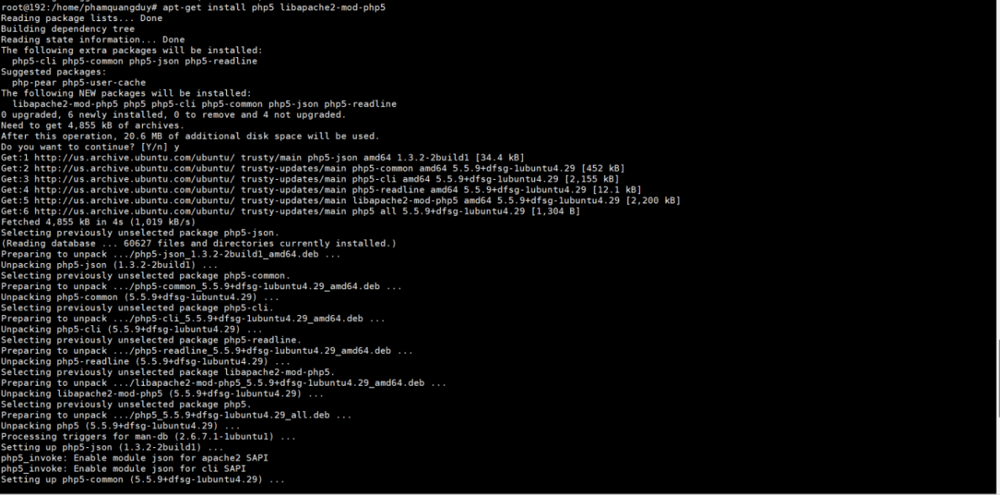 root@192:/home/phamquangduy# apt-get install php5 libapache2-mod-php5
Reading package lists... Done
Building dependency tree
Reading state information... Done
The following extra packages will be installed:
  php5-cli php5-common php5-json php5-readline
Suggested packages:
  php-pear php5-user-cache
The following NEW packages will be installed:
  libapache2-mod-php5 php5 php5-cli php5-common php5-json php5-readline
0 upgraded, 6 newly installed, 0 to remove and 4 not upgraded.
Need to get 4,855 kB of archives.
After this operation, 20.6 MB of additional disk space will be used.
Do you want to continue? [Y/n] y
Get:1 http://us.archive.ubuntu.com/ubuntu/ trusty/main php5-json amd64 1.3.2-2build1 [34.4 kB]
Get:2 http://us.archive.ubuntu.com/ubuntu/ trusty-updates/main php5-common amd64 5.5.9+dfsg-1ubuntu4.29 [452 kB]
Get:3 http://us.archive.ubuntu.com/ubuntu/ trusty-updates/main php5-cli amd64 5.5.9+dfsg-1ubuntu4.29 [2,155 kB]
Get:4 http://us.archive.ubuntu.com/ubuntu/ trusty-updates/main php5-readline amd64 5.5.9+dfsg-1ubuntu4.29 [12.1 kB]
Get:5 http://us.archive.ubuntu.com/ubuntu/ trusty-updates/main libapache2-mod-php5 amd64 5.5.9+dfsg-1ubuntu4.29 [2,200 kB]
Get:6 http://us.archive.ubuntu.com/ubuntu/ trusty-updates/main php5 all 5.5.9+dfsg-1ubuntu4.29 [1,304 B]
Fetched 4,855 kB in 4s (1,019 kB/s)
Selecting previously unselected package php5-json.
(Reading database ... 60627 files and directories currently installed.)
Preparing to unpack .../php5-json_1.3.2-2build1_amd64.deb ...
Unpacking php5-json (1.3.2-2build1) ...
Selecting previously unselected package php5-common.
Preparing to unpack .../php5-common_5.5.9+dfsg-1ubuntu4.29_amd64.deb ...
Unpacking php5-common (5.5.9+dfsg-1ubuntu4.29) ...
Selecting previously unselected package php5-cli.
Preparing to unpack .../php5-cli_5.5.9+dfsg-1ubuntu4.29_amd64.deb ...
Unpacking php5-cli (5.5.9+dfsg-1ubuntu4.29) ...
Selecting previously unselected package php5-readline.
Preparing to unpack .../php5-readline_5.5.9+dfsg-1ubuntu4.29_amd64.deb ...
Unpacking php5-readline (5.5.9+dfsg-1ubuntu4.29) ...
Selecting previously unselected package libapache2-mod-php5.
Preparing to unpack .../libapache2-mod-php5_5.5.9+dfsg-1ubuntu4.29_amd64.deb ...
Unpacking libapache2-mod-php5 (5.5.9+dfsg-1ubuntu4.29) ...
Selecting previously unselected package php5.
Preparing to unpack .../php5_5.5.9+dfsg-1ubuntu4.29_all.deb ...
Unpacking php5 (5.5.9+dfsg-1ubuntu4.29) ...
Processing triggers for man-db (2.6.7.1-1ubuntu1) ...
Setting up php5-json (1.3.2-2build1) ...
php5_invoke: Enable module json for apache2 SAPI
php5_invoke: Enable module json for cli SAPI
Setting up php5-common (5.5.9+dfsg-1ubuntu4.29) ...